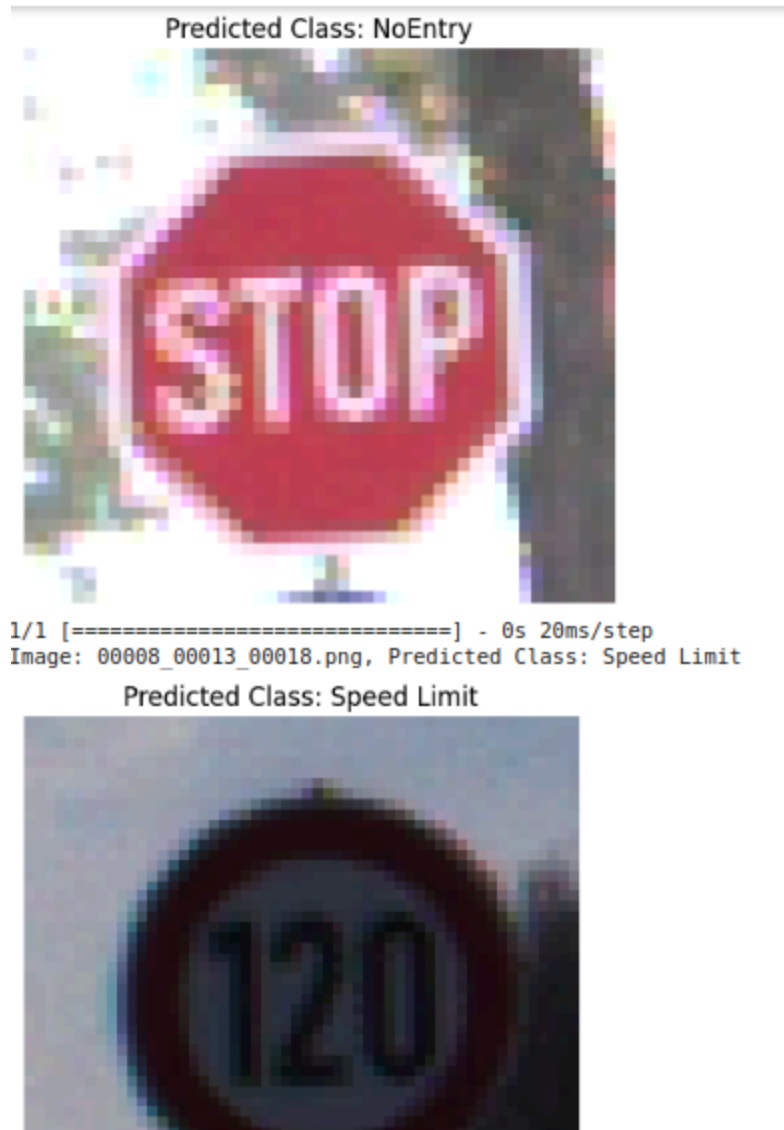 Predicted Class: NoEntry
STOP
1/1 [==============================] - 0s 20ms/step
Image: 00008_00013_00018.png, Predicted Class: Speed Limit
Predicted Class: Speed Limit
120